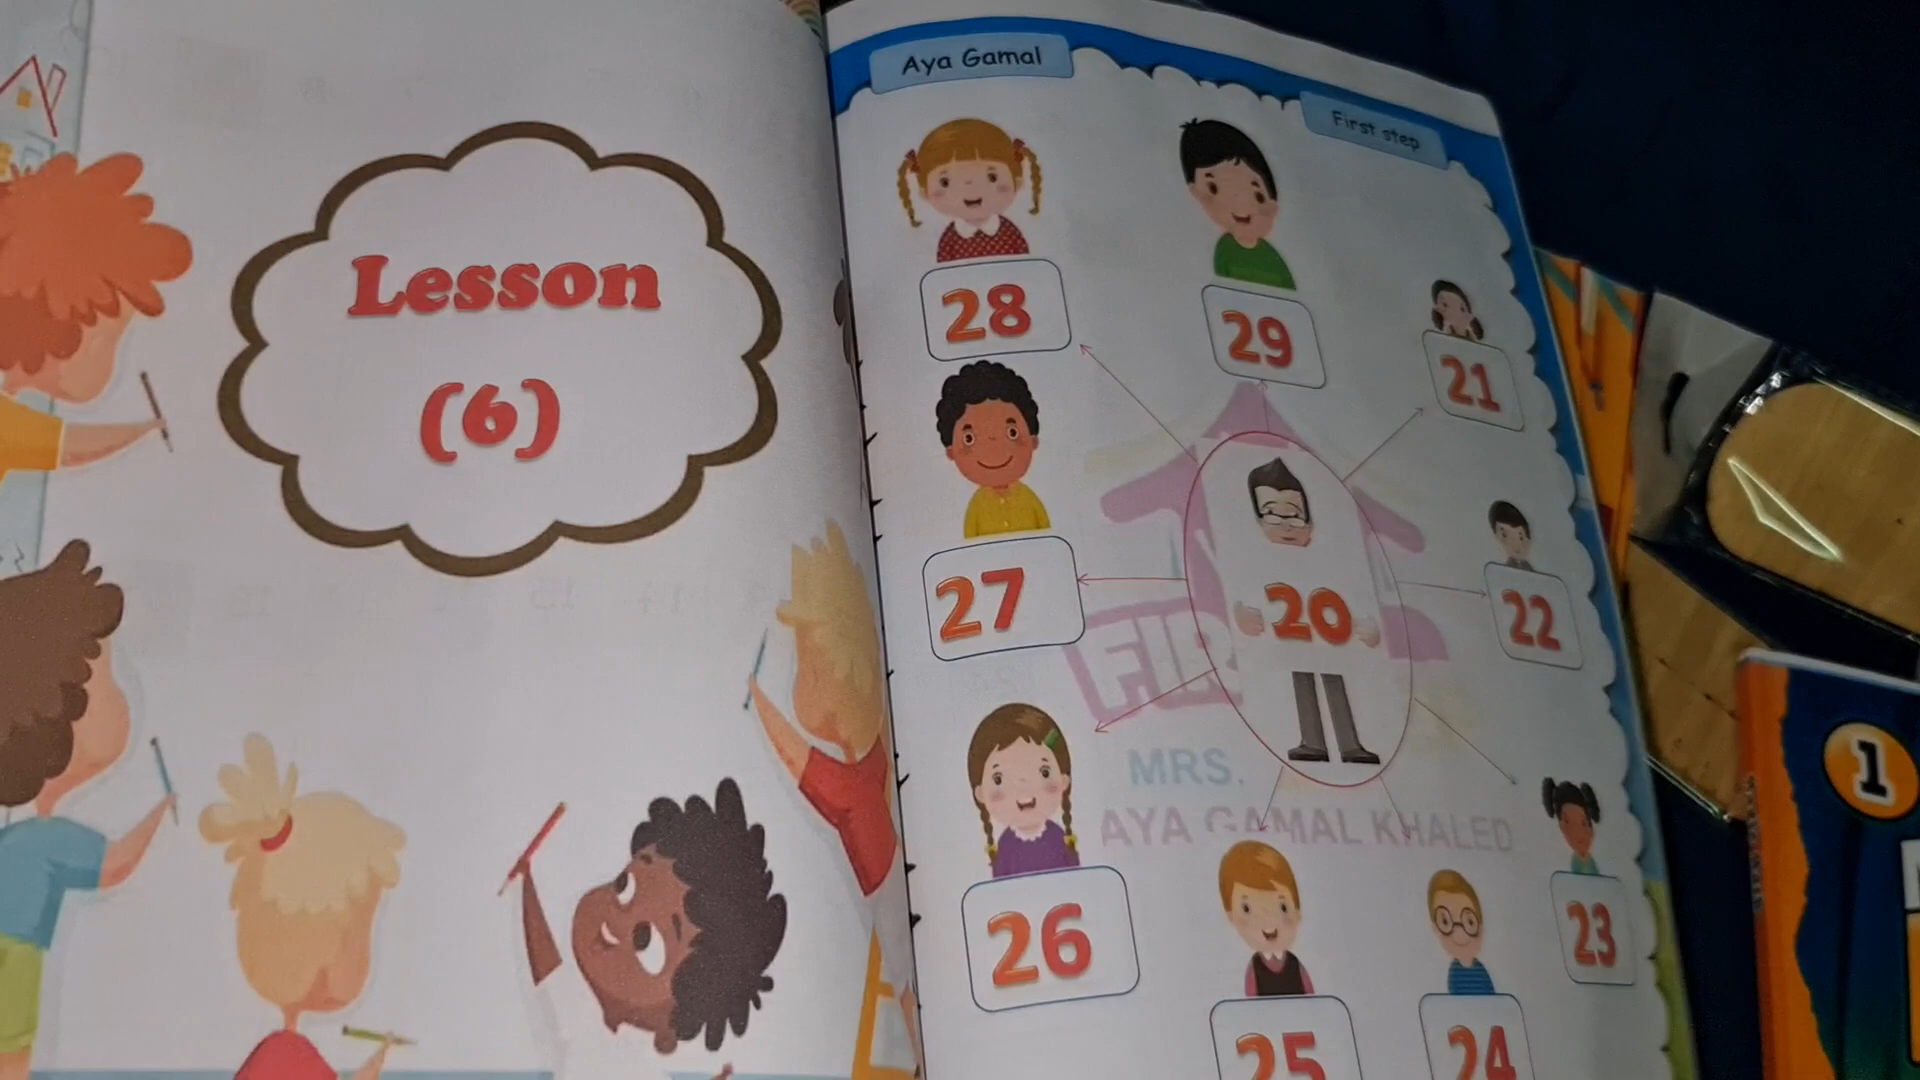 Lesson
(6)
Aya Gamal
First step
28
29
21
27
20
22
FIR
MRS.
AYA GAMAL KHALED
26
23
25
24
1